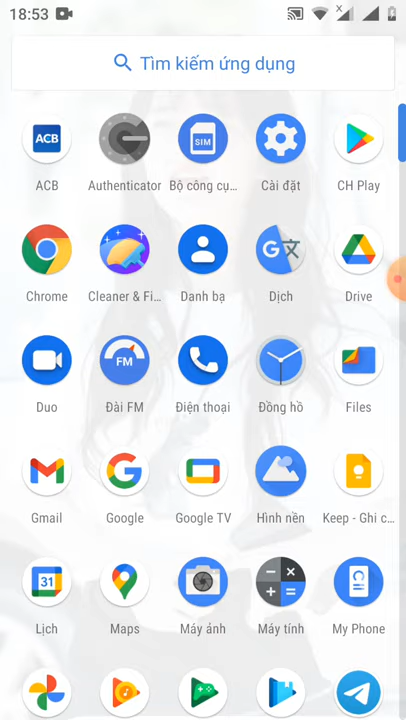 18:53
Tìm kiếm ứng dụng
ACB
SIM
ACB
Authenticator
Bộ công cụ...
Cài đặt
CH Play
G文
Chrome
Cleaner & Fi...
Danh bạ
Dịch
Drive
FM
Duo
Đài FM
Điện thoại
Đồng hồ
Files
Gmail
Google
Google TV
Hình nền
Keep - Ghi c...
31
Lịch
Maps
Máy ảnh
Máy tính
My Phone